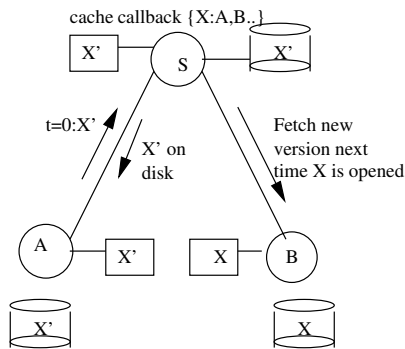 cache callback {X:A,B..}
X’
S
X’
t=0:X’
X’ on
disk
Fetch new
version next
time X is opened
A
X’
X
B
X’
X